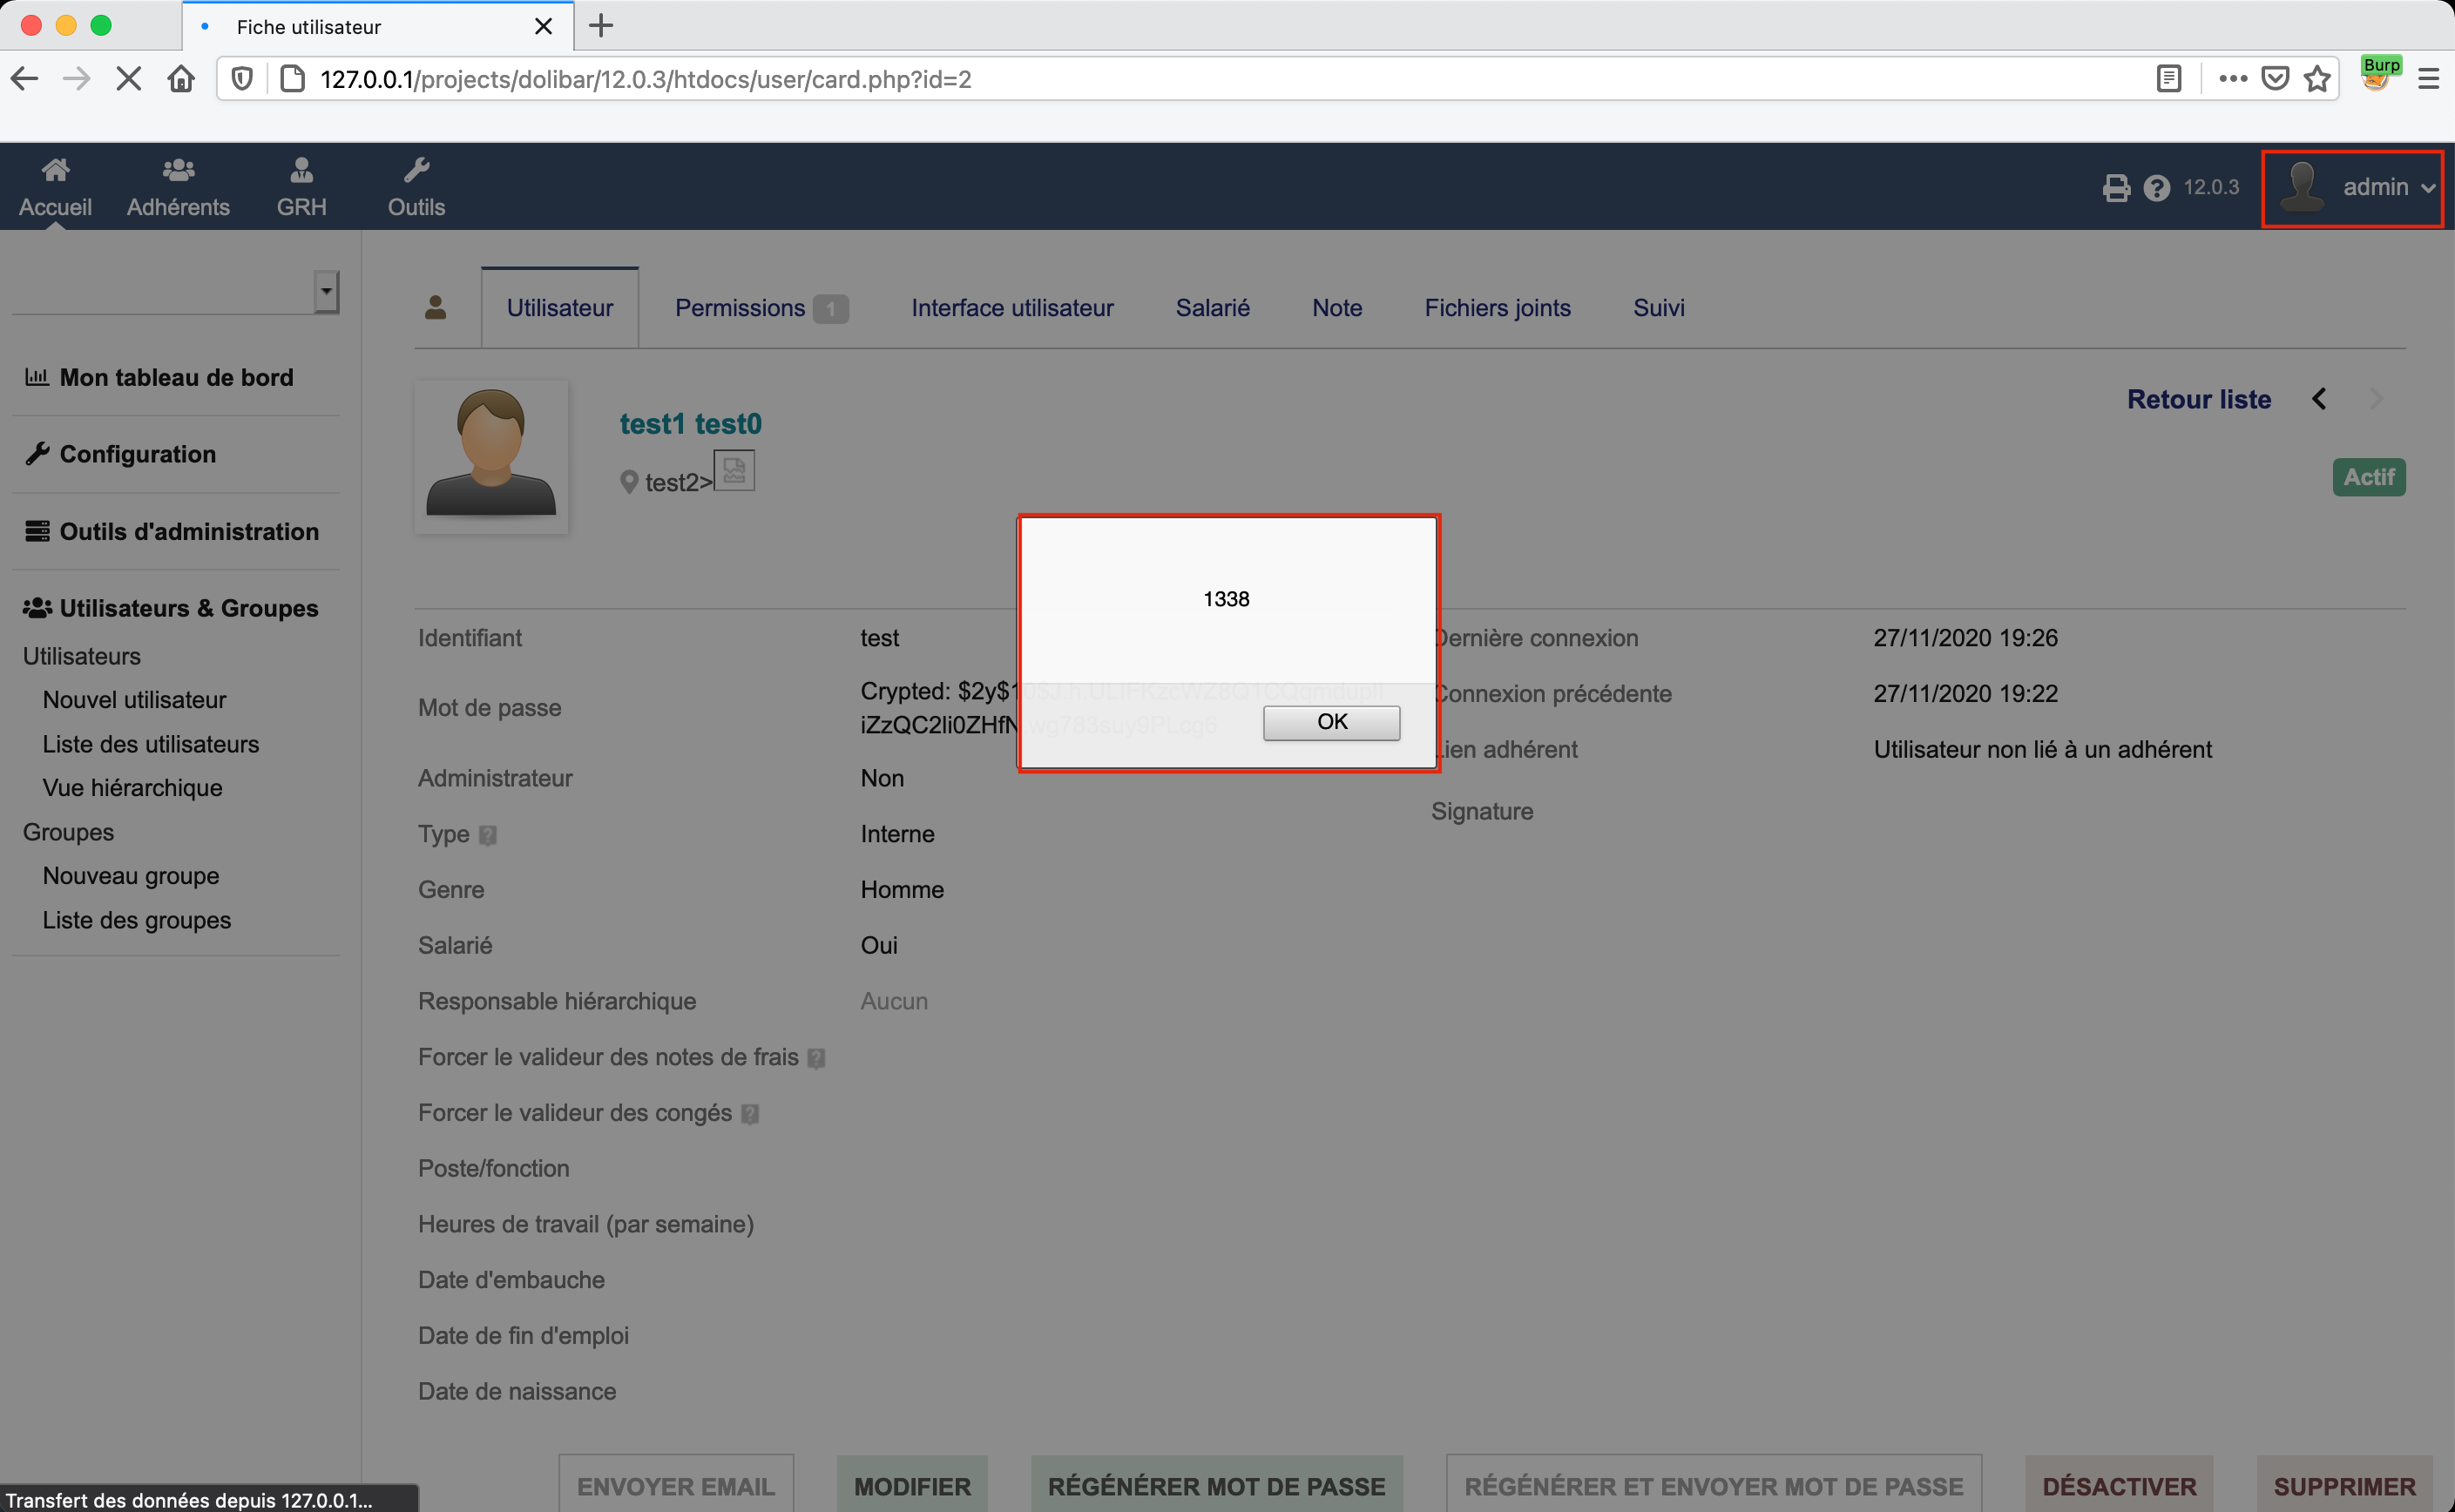 Fiche utilisateur
127.0.0.1/projects/dolibar/12.0.3/htdocs/user/card.php?id=2
Burp
Accueil
Adhérents
GRH
Outils
12.0.3
admin
Mon tableau de bord
Configuration
Outils d'administration
Utilisateurs & Groupes
Utilisateurs
Nouvel utilisateur
Liste des utilisateurs
Vue hiérarchique
Groupes
Nouveau groupe
Liste des groupes
Utilisateur
Permissions 1
Interface utilisateur
Salarié
Note
Fichiers joints
Suivi
Retour liste
test1 test0
test2>
Actif
1338
OK
Identifiant test
Mot de passe Crypted:
Administrateur Non
Type ? Interne
Genre Homme
Salarié Oui
Responsable hiérarchique Aucun
Forcer le valideur des notes de frais ?
Forcer le valideur des congés ?
Poste/fonction
Heures de travail (par semaine)
Date d'embauche
Date de fin d'emploi
Date de naissance
Dernière connexion 27/11/2020 19:26
Connexion précédente 27/11/2020 19:22
Lien adhérent Utilisateur non lié à un adhérent
Signature
ENVOYER EMAIL
MODIFIER
RÉGÉNÉRER MOT DE PASSE
RÉGÉNÉRER ET ENVOYER MOT DE PASSE
DÉSACTIVER
SUPPRIMER
Transfert des données depuis 127.0.0.1...